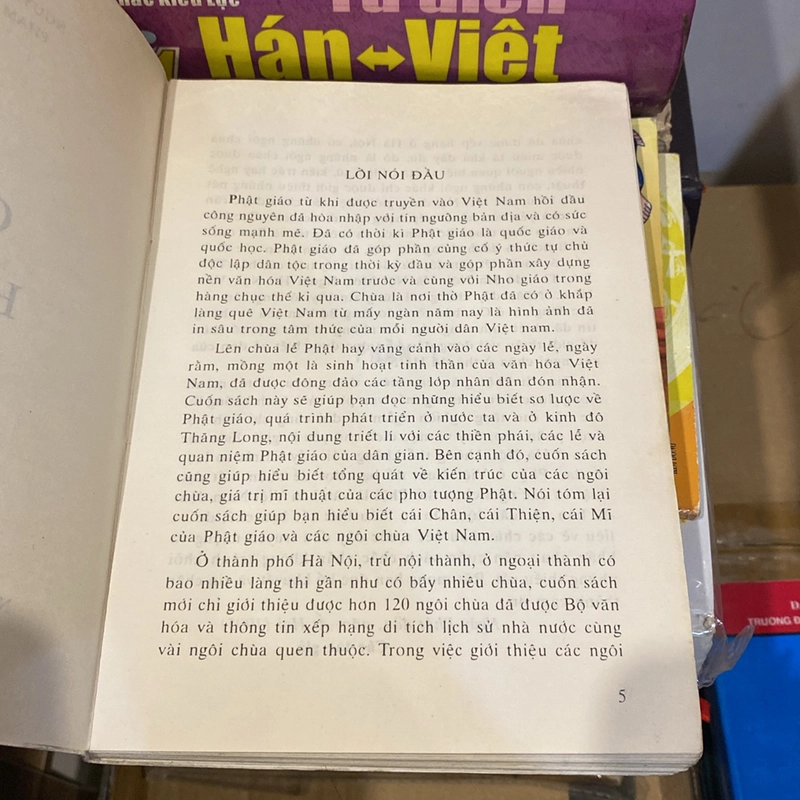 Hán↔Việt
LỜI NÓI ĐẦU
Phật giáo từ khi được truyền vào Việt Nam hồi đầu
công nguyên đã hòa nhập với tín ngưỡng bản địa và có sức
sống mạnh mẽ. Đã có thời kì Phật giáo là quốc giáo và
quốc học. Phật giáo đã góp phần củng cố ý thức tự chủ
độc lập dân tộc trong thời kỳ đầu và góp phần xây dựng
nền văn hóa Việt Nam trước và cùng với Nho giáo trong
hàng chục thế kỉ qua. Chùa là nơi thờ Phật đã có ở khắp
làng quê Việt Nam từ mấy ngàn năm nay là hình ảnh đã
in sâu trong tâm thức của mỗi người dân Việt nam.
Lên chùa lễ Phật hay vãng cảnh vào các ngày lễ, ngày
rằm, mồng một là sinh hoạt tinh thần của văn hóa Việt
Nam, đã được đông đảo các tầng lớp nhân dân đón nhận.
Cuốn sách này sẽ giúp bạn đọc những hiểu biết sơ lược về
Phật giáo, quá trình phát triển ở nước ta và ở kinh đô
Thăng Long, nội dung triết lí với các thiền phái, các lễ và
quan niệm Phật giáo của dân gian. Bên cạnh đó, cuốn sách
cũng giúp hiểu biết tổng quát về kiến trúc của các ngôi
chùa, giá trị mĩ thuật của các pho tượng Phật. Nói tóm lại
cuốn sách giúp bạn hiểu biết cái Chân, cái Thiện, cái Mĩ
của Phật giáo và các ngôi chùa Việt Nam.
Ở thành phố Hà Nội, trừ nội thành, ở ngoại thành có
bao nhiêu làng thì gần như có bấy nhiêu chùa, cuốn sách
mới chỉ giới thiệu được hơn 120 ngôi chùa đã được Bộ văn
hóa và thông tin xếp hạng di tích lịch sử nhà nước cùng
vài ngôi chùa quen thuộc. Trong việc giới thiệu các ngôi
5
TRƯỜNG Đ